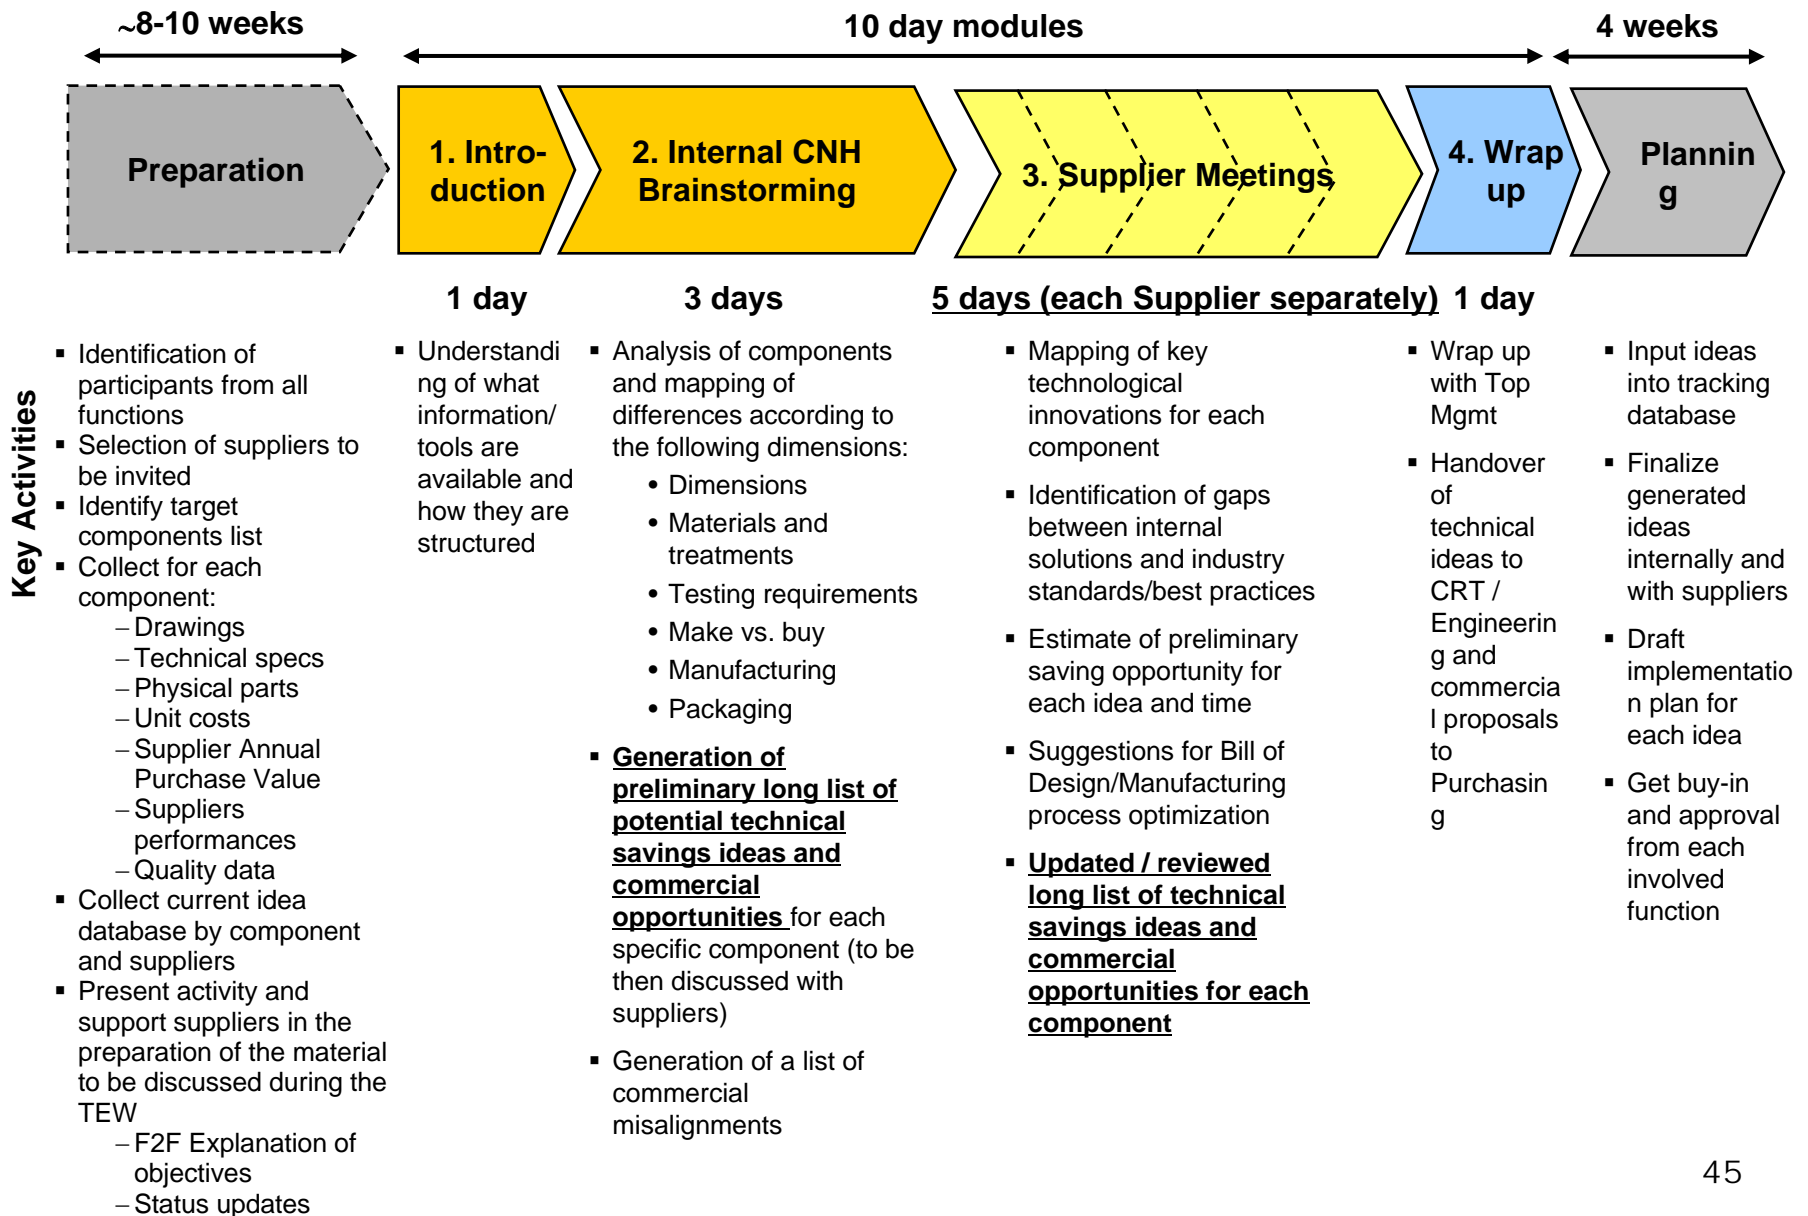 ~8-10 weeks
10 day modules
4 weeks
Preparation
1. Intro-
duction
2. Internal CNH
Brainstorming
3. Supplier Meetings
4. Wrap
up
Plannin
g
1 day
3 days
5 days (each Supplier separately)
1 day
Key Activities
▪ Identification of
participants from all
functions
▪ Selection of suppliers to
be invited
▪ Identify target
components list
▪ Collect for each
component:
– Drawings
– Technical specs
– Physical parts
– Unit costs
– Supplier Annual
Purchase Value
– Suppliers
performances
– Quality data
▪ Collect current idea
database by component
and suppliers
▪ Present activity and
support suppliers in the
preparation of the material
to be discussed during the
TEW
– F2F Explanation of
objectives
– Status updates
▪ Understandi
ng of what
information/
tools are
available and
how they are
structured
▪ Analysis of components
and mapping of
differences according to
the following dimensions:
• Dimensions
• Materials and
treatments
• Testing requirements
• Make vs. buy
• Manufacturing
• Packaging
▪ Generation of
preliminary long list of
potential technical
savings ideas and
commercial
opportunities for each
specific component (to be
then discussed with
suppliers)
▪ Generation of a list of
commercial
misalignments
▪ Mapping of key
technological
innovations for each
component
▪ Identification of gaps
between internal
solutions and industry
standards/best practices
▪ Estimate of preliminary
saving opportunity for
each idea and time
▪ Suggestions for Bill of
Design/Manufacturing
process optimization
▪ Updated / reviewed
long list of technical
savings ideas and
commercial
opportunities for each
component
▪ Wrap up
with Top
Mgmt
▪ Handover
of
technical
ideas to
CRT /
Engineerin
g and
commercia
l proposals
to
Purchasin
g
▪ Input ideas
into tracking
database
▪ Finalize
generated
ideas
internally and
with suppliers
▪ Draft
implementatio
n plan for
each idea
▪ Get buy-in
and approval
from each
involved
function
45